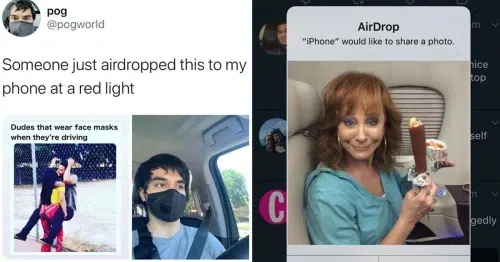 pog
@pogworld
Someone just airdropped this to my
phone at a red light
Dudes that wear face masks
when they're driving
AirDrop
"iPhone" would like to share a photo.
m
nice
top
self
m
C
gedly